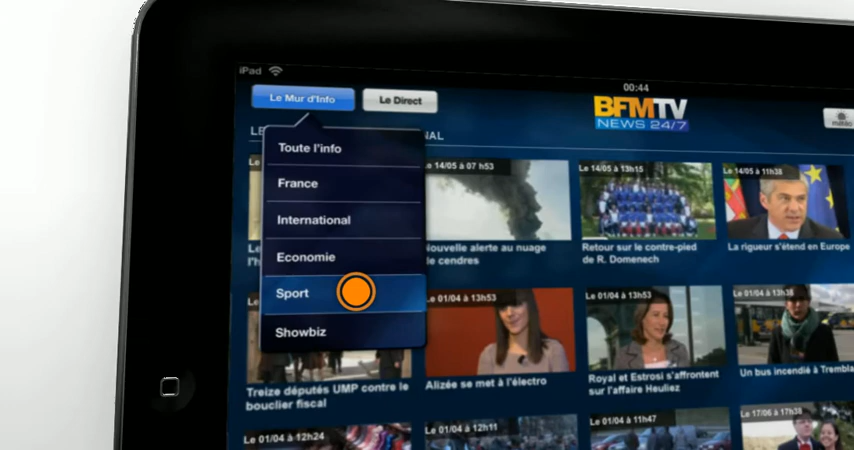 iPad
00:44
Le Mur d'Info
Le Direct
BFMTV
NEWS 24/7
météo
Toute l'info
France
International
Economie
Sport
Showbiz
Le 14/05 à 07 h53
Nouvelle alerte au nuage
de cendres
Le 14/05 à 13h15
Retour sur le contre-pied
de R. Domenech
Le 14/05 à 11h38
La rigueur s'étend en Europe
Treize députés UMP contre le
bouclier fiscal
Le 01/04 à 13h53
Alizée se met à l'électro
Le 01/04 à 13h53
Royal et Estrosi s'affrontent
sur l'affaire Heuliez
Le 01/04 à 13h38
Un bus incendié à Trembla
Le 01/04 à 12h24
Le 01/04 à 12h11
Le 01/04 à 11h47
Le 17/06 à 17h38